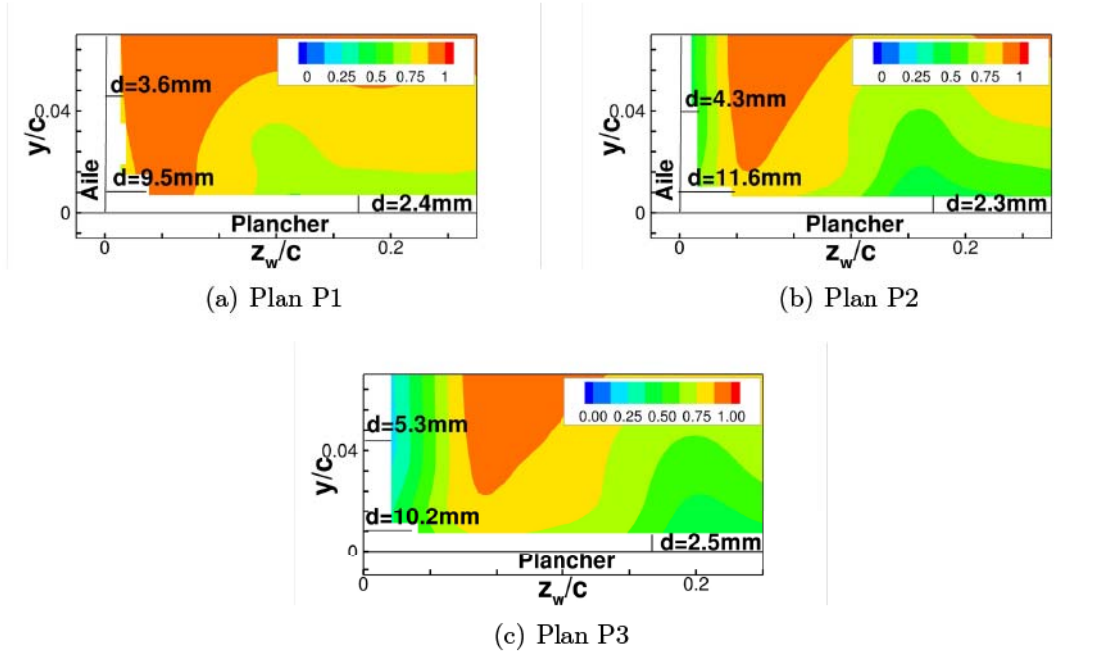 0 0.25 0.5 0.75 1
d=3.6mm
0.04
y/c
Aile
d=9.5mm
d=2.4mm
0
Plancher
0 0.2
z_w/c
(a) Plan P1
0 0.25 0.5 0.75 1
d=4.3mm
0.04
y/c
Aile
d=11.6mm
d=2.3mm
0
Plancher
0 0.2
z_w/c
(b) Plan P2
0.00 0.25 0.50 0.75 1.00
d=5.3mm
0.04
y/c
d=10.2mm
d=2.5mm
0
Plancher
0 0.2
z_w/c
(c) Plan P3